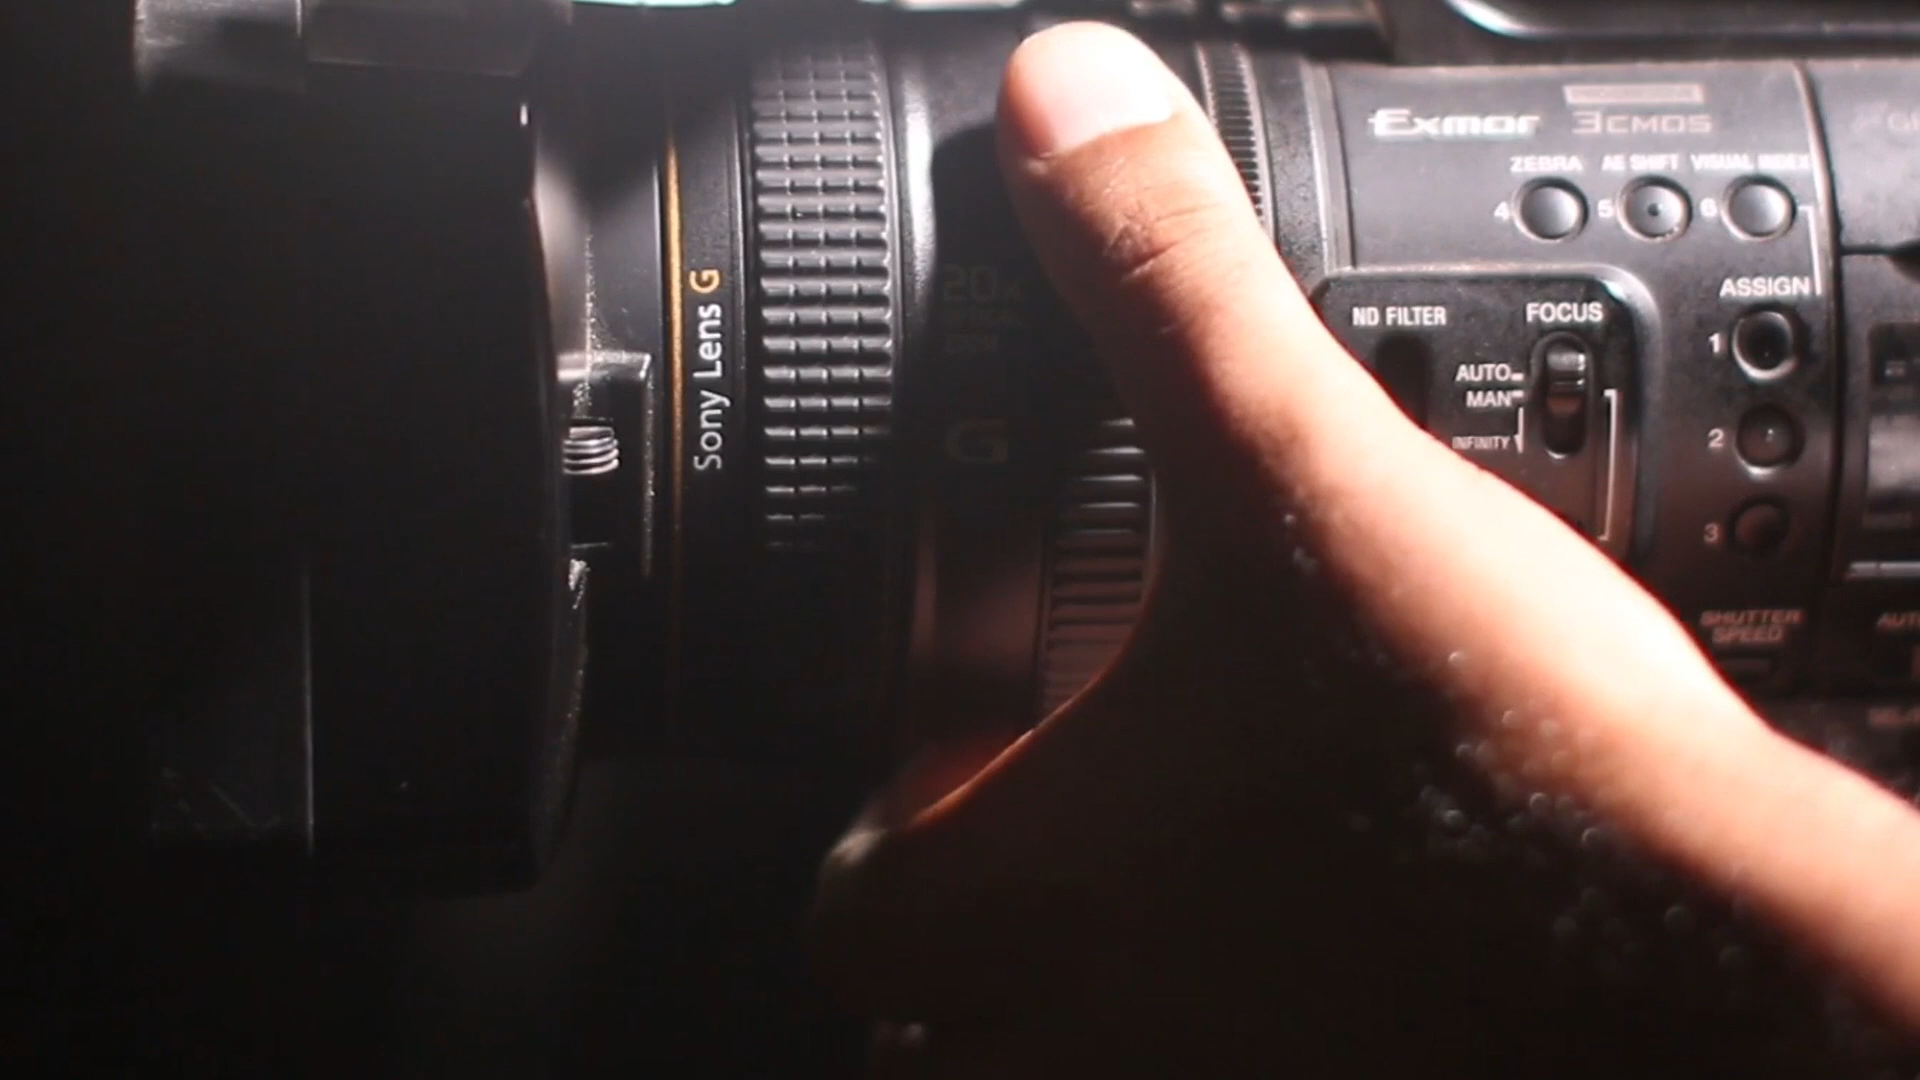 Exmor 3CMOS
ZEBRA AE SHIFT VISUAL INDEX
4 5 6
ASSIGN
1
2
3
ND FILTER
FOCUS
AUTO
MAN
INFINITY
SHUTTER
SPEED
Sony Lens G
20x
G